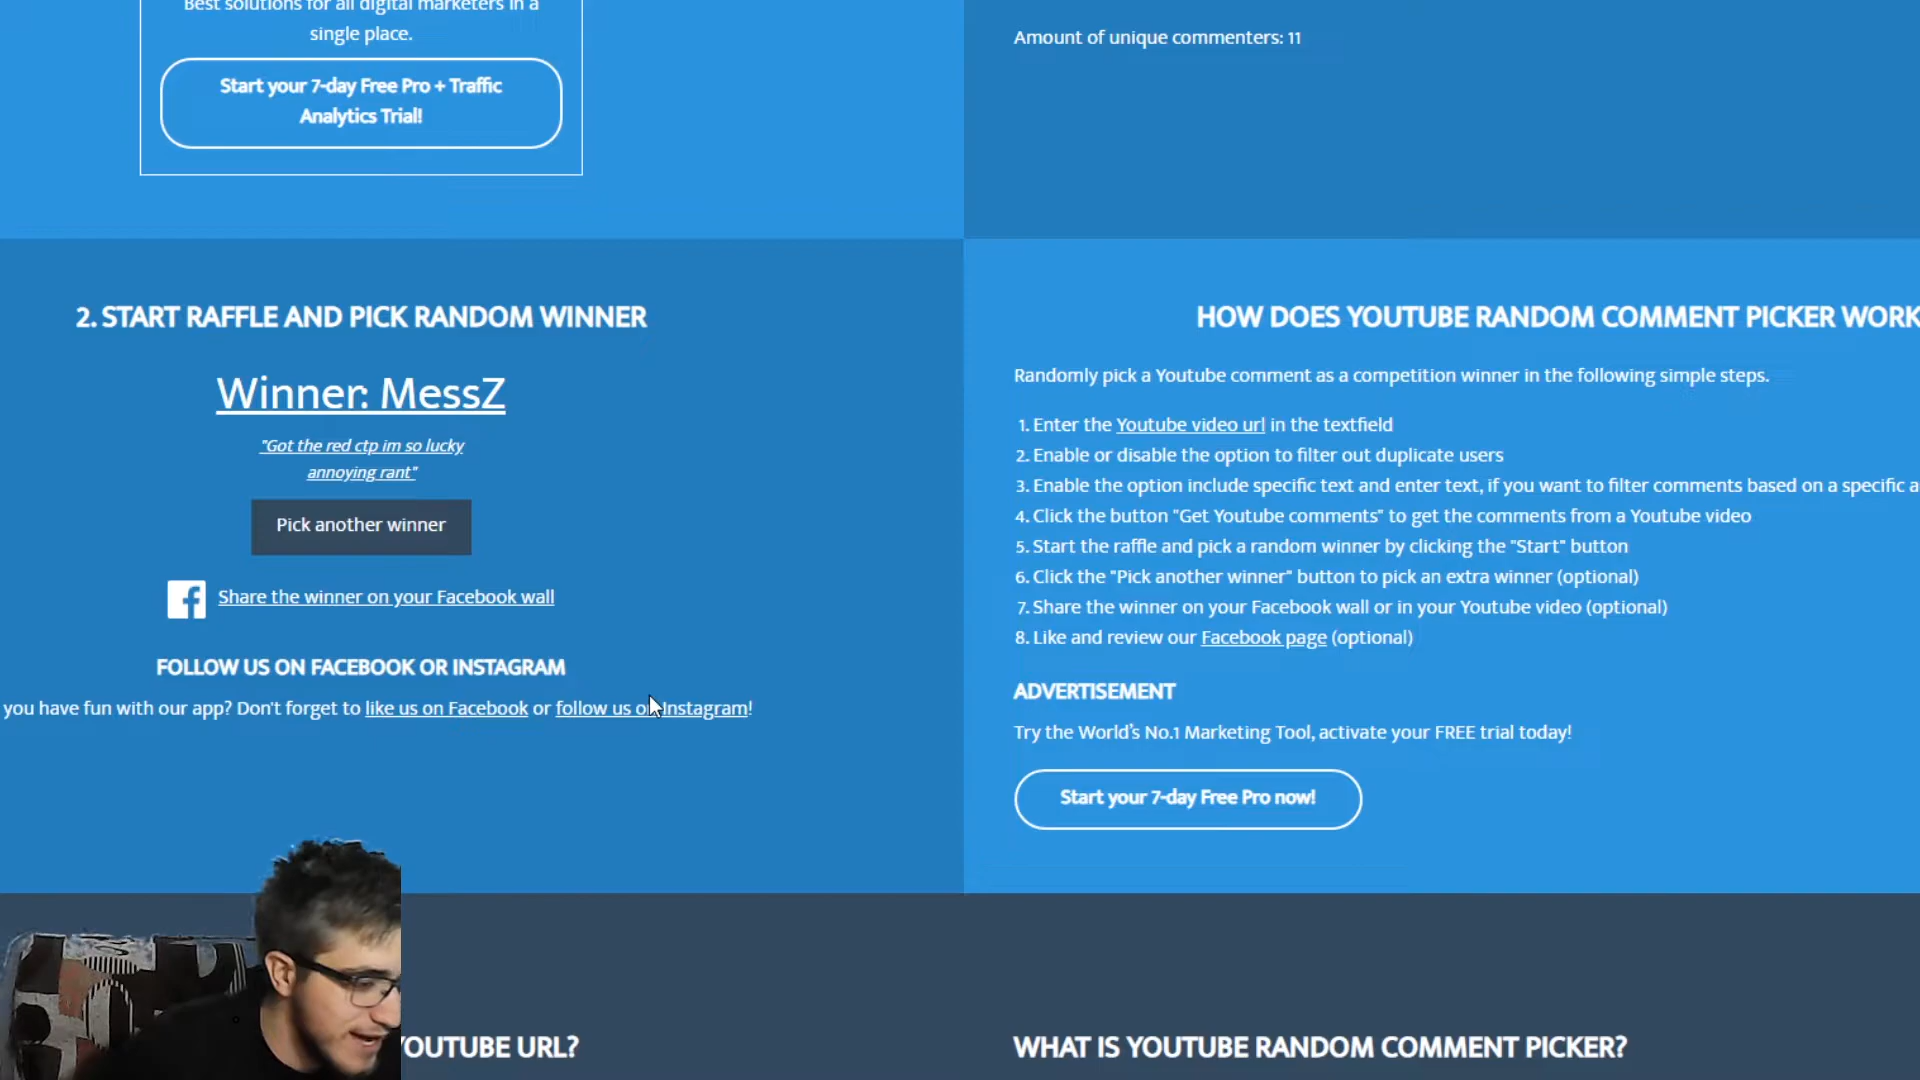 Best solutions for all digital marketers in a
single place.
Start your 7-day Free Pro + Traffic
Analytics Trial!
Amount of unique commenters: 11
2. START RAFFLE AND PICK RANDOM WINNER
Winner: MessZ
"Got the red ctp im so lucky
annoying rant"
Pick another winner
Share the winner on your Facebook wall
FOLLOW US ON FACEBOOK OR INSTAGRAM
you have fun with our app? Don't forget to like us on Facebook or follow us on Instagram!
HOW DOES YOUTUBE RANDOM COMMENT PICKER WORK
Randomly pick a Youtube comment as a competition winner in the following simple steps.
1. Enter the Youtube video url in the textfield
2. Enable or disable the option to filter out duplicate users
3. Enable the option include specific text and enter text, if you want to filter comments based on a specific a
4. Click the button "Get Youtube comments" to get the comments from a Youtube video
5. Start the raffle and pick a random winner by clicking the "Start" button
6. Click the "Pick another winner" button to pick an extra winner (optional)
7. Share the winner on your Facebook wall or in your Youtube video (optional)
8. Like and review our Facebook page (optional)
ADVERTISEMENT
Try the World's No.1 Marketing Tool, activate your FREE trial today!
Start your 7-day Free Pro now!
YOUTUBE URL?
WHAT IS YOUTUBE RANDOM COMMENT PICKER?